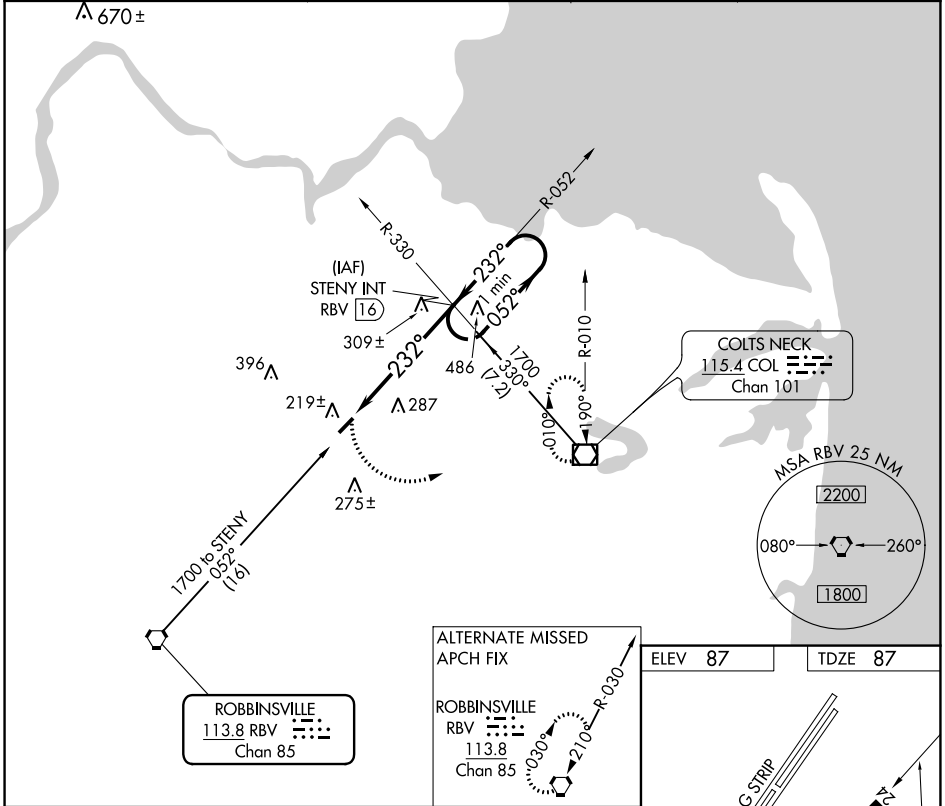 670±
R-052
R-330
(IAF)
STENY INT
RBV 16
232°
1 min
052°
309±
486
232°
1700
330°
(7.2)
R-010
COLTS NECK
115.4 COL
Chan 101
396
219±
287
010°
190°
275±
MSA RBV 25 NM
2200
080°
260°
1800
1700 to STENY
052°
(16)
ROBBINSVILLE
113.8 RBV
Chan 85
ALTERNATE MISSED
APCH FIX
ROBBINSVILLE
RBV
113.8
Chan 85
R-030
030°
210°
ELEV 87
TDZE 87
G STRIP
24